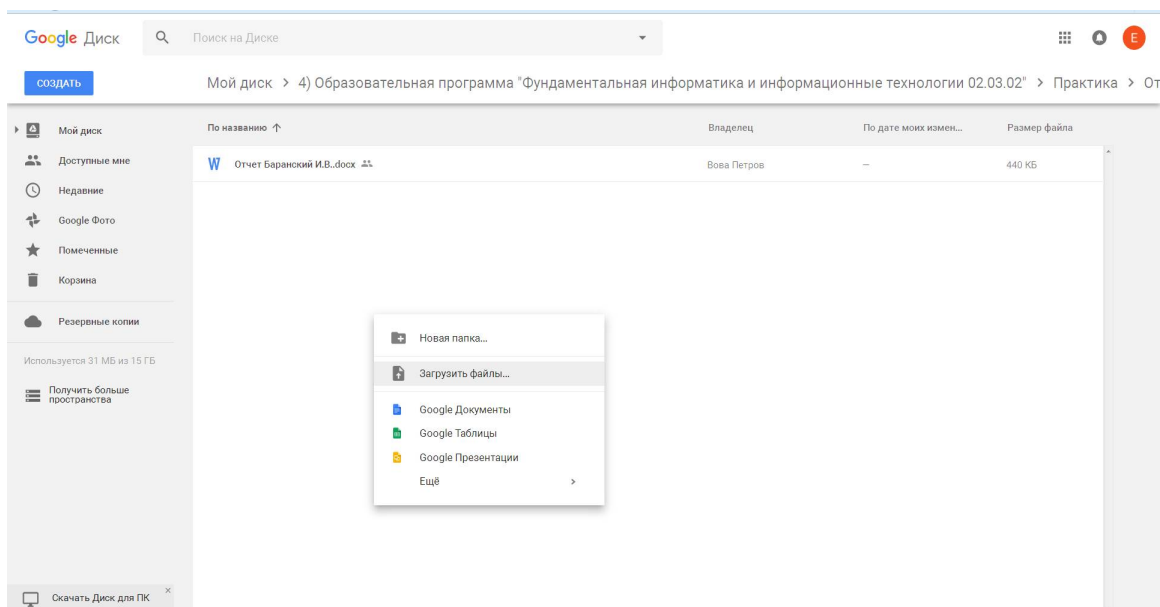 Google Диск
Поиск на Диске
E
СОЗДАТЬ
Мой диск > 4) Образовательная программа "Фундаментальная информатика и информационные технологии 02.03.02" > Практика > От
Мой диск
Доступные мне
Недавние
Google Фото
Помеченные
Корзина
Резервные копии
Используется 31 МБ из 15 ГБ
Получить больше
пространства
Скачать Диск для ПК
По названию
Владелец
По дате моих измен...
Размер файла
W Отчет Баранский И.В..docx
Вова Петров
—
440 КБ
Новая папка...
Загрузить файлы...
Google Документы
Google Таблицы
Google Презентации
Ещё >